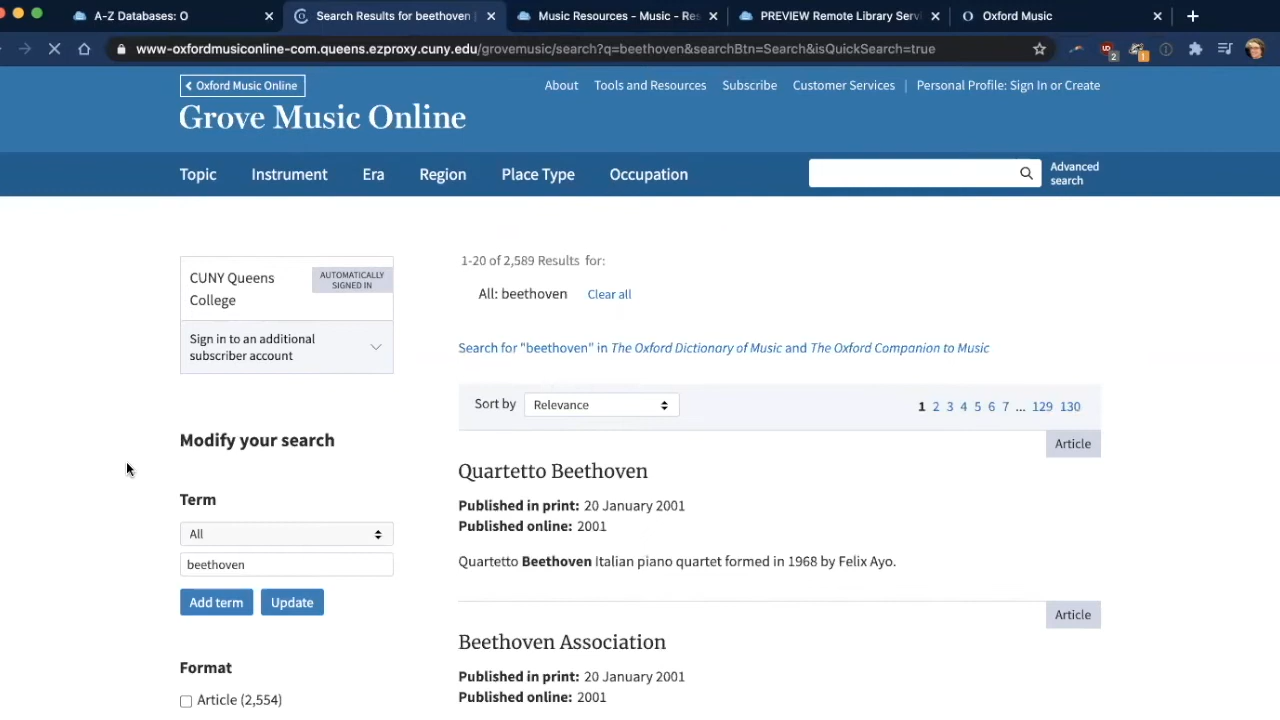 A-Z Databases: O
Search Results for beethoven
Music Resources - Music - Res
PREVIEW Remote Library Servi
Oxford Music
www-oxfordmusiconline-com.queens.ezproxy.cuny.edu/grovemusic/search?q=beethoven&searchBtn=Search&isQuickSearch=true
2
1
Oxford Music Online
About
Tools and Resources
Subscribe
Customer Services
Personal Profile: Sign In or Create
Grove Music Online
Topic
Instrument
Era
Region
Place Type
Occupation
Advanced
search
CUNY Queens
College
AUTOMATICALLY
SIGNED IN
Sign in to an additional
subscriber account
1-20 of 2,589 Results for:
All: beethoven
Clear all
Search for "beethoven" in The Oxford Dictionary of Music and The Oxford Companion to Music
Sort by
Relevance
1 2 3 4 5 6 7 ... 129 130
Modify your search
Term
All
beethoven
Add term
Update
Format
Article (2,554)
Article
Quartetto Beethoven
Published in print: 20 January 2001
Published online: 2001
Quartetto Beethoven Italian piano quartet formed in 1968 by Felix Ayo.
Article
Beethoven Association
Published in print: 20 January 2001
Published online: 2001